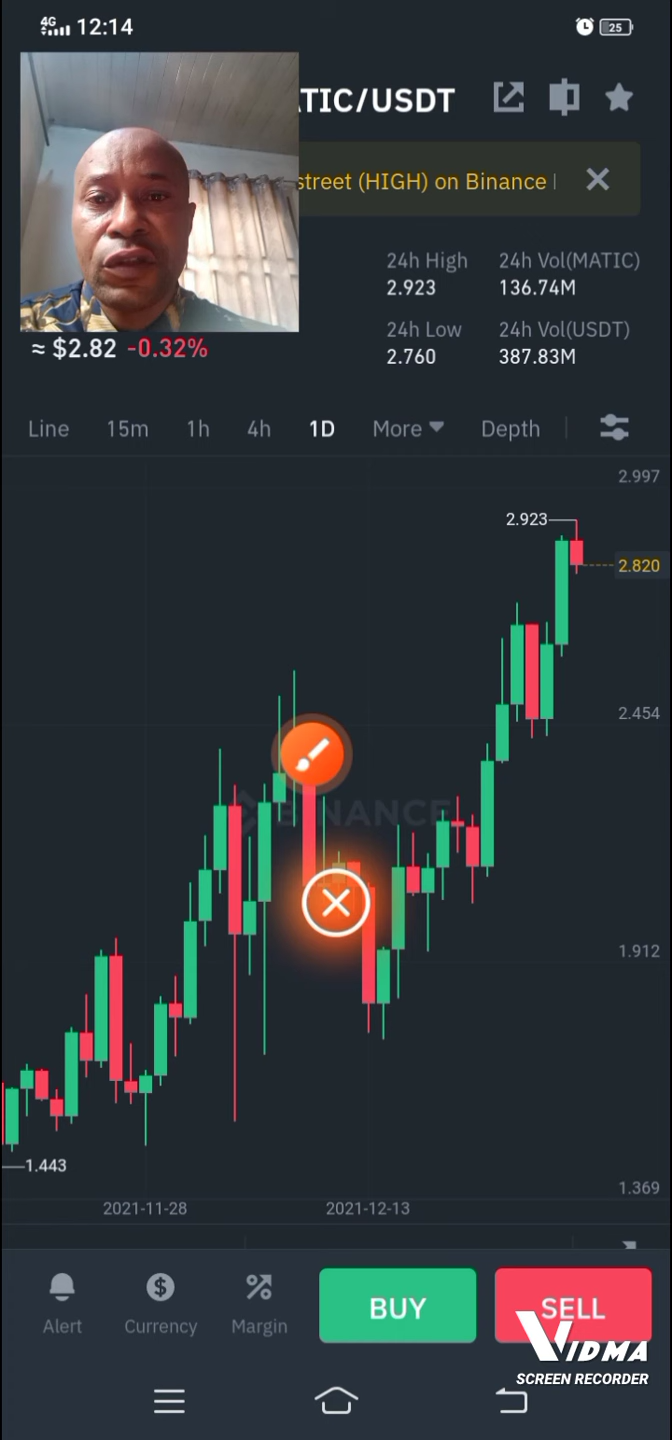 4G 12:14 25
TIC/USDT
street (HIGH) on Binance
24h High 24h Vol(MATIC)
2.923 136.74M
24h Low 24h Vol(USDT)
2.760 387.83M
≈ $2.82 -0.32%
Line 15m 1h 4h 1D More Depth
2.997
2.923
2.820
2.454
BINANCE
1.912
1.443
1.369
2021-11-28 2021-12-13
Alert Currency Margin BUY SELL
VIDMA
SCREEN RECORDER